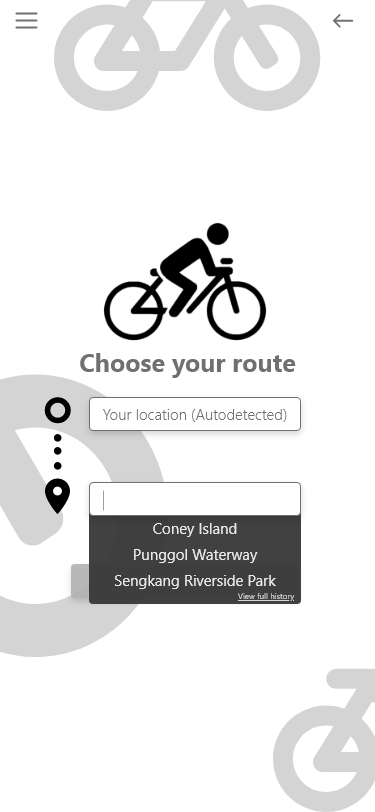 Choose your route
Your location (Autodetected)
Coney Island
Punggol Waterway
Sengkang Riverside Park
View full history